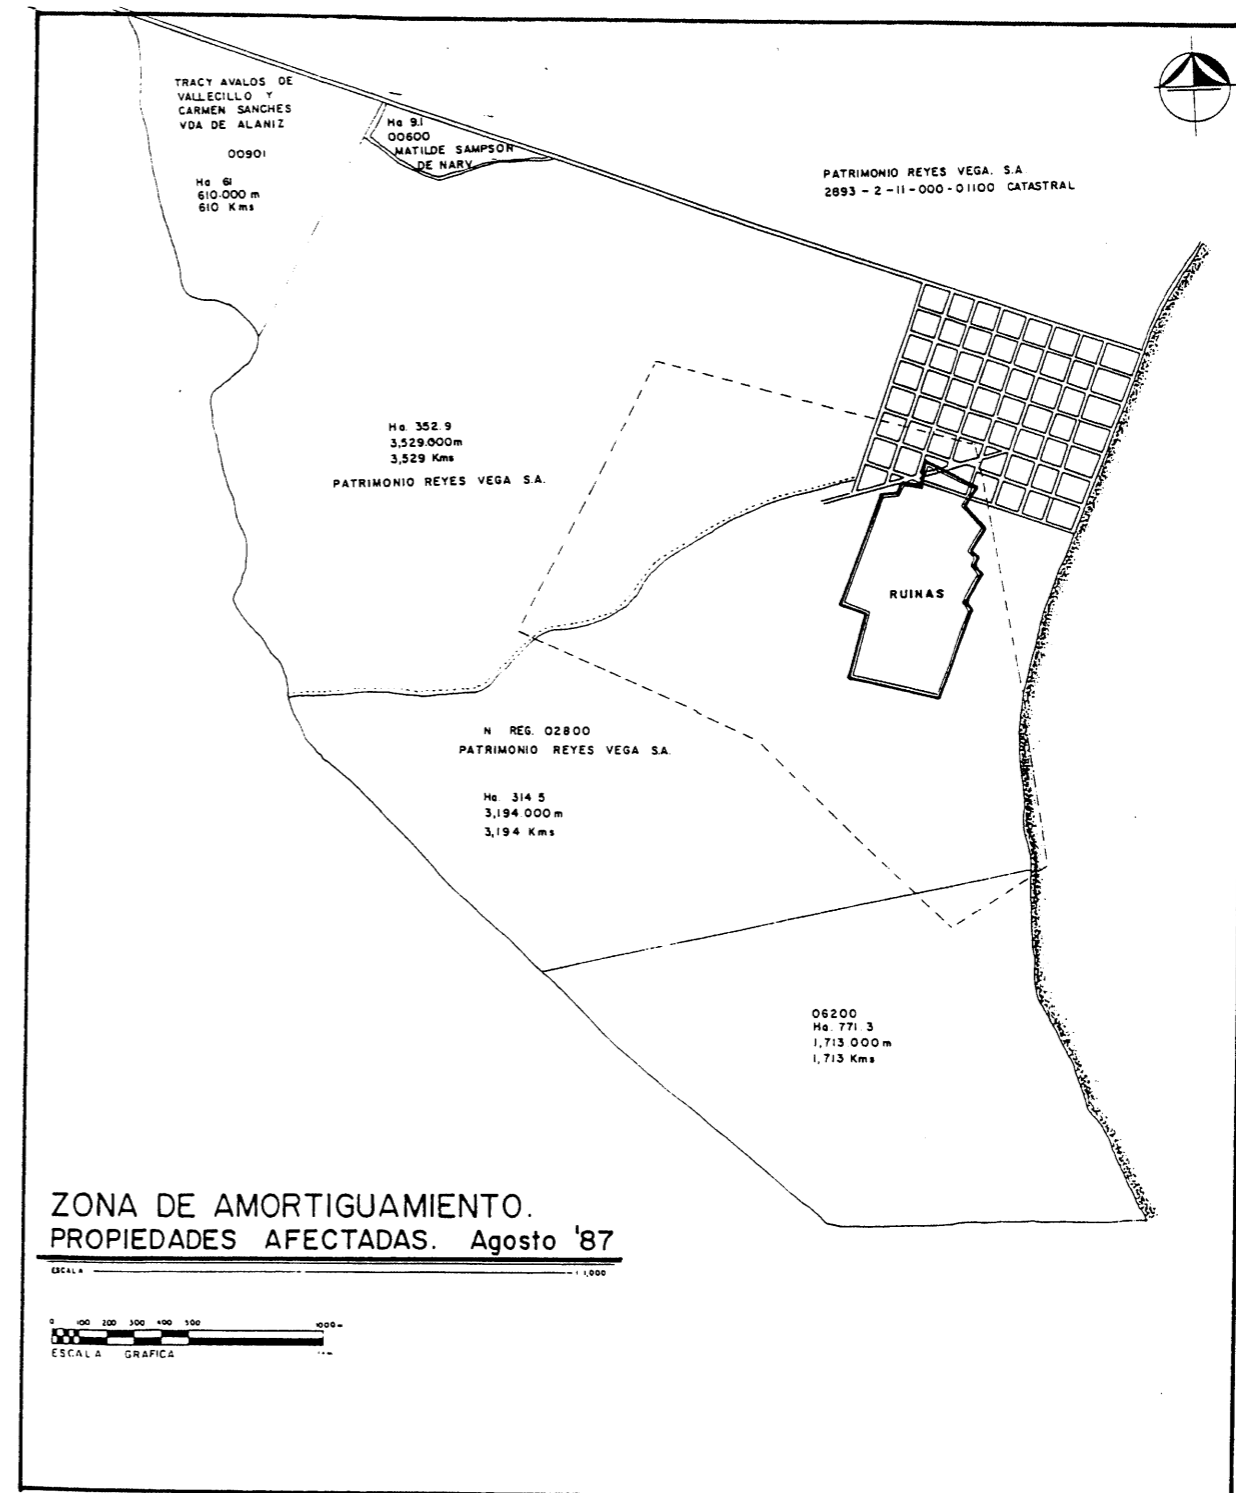 TRACY AVALOS DE
VALLECILLO Y
CARMEN SANCHES
VDA DE ALANIZ
00901
Ha 61
610.000 m
610 Kms
Ha 9.1
00600
MATILDE SAMPSON
DE NARV.
PATRIMONIO REYES VEGA. S.A.
2893 - 2 - 11 - 000 - 01100 CATASTRAL
Ha. 352.9
3,529.000m
3,529 Kms
PATRIMONIO REYES VEGA S.A.
RUINAS
N REG. 02800
PATRIMONIO REYES VEGA S.A.
Ha. 314 5
3,194.000 m
3,194 Kms
06200
Ha. 771.3
1,713.000 m
1,713 Kms
ZONA DE AMORTIGUAMIENTO.
PROPIEDADES AFECTADAS. Agosto '87
ESCALA 1:1,000
0 100 200 300 400 500 1000
ESCALA GRAFICA